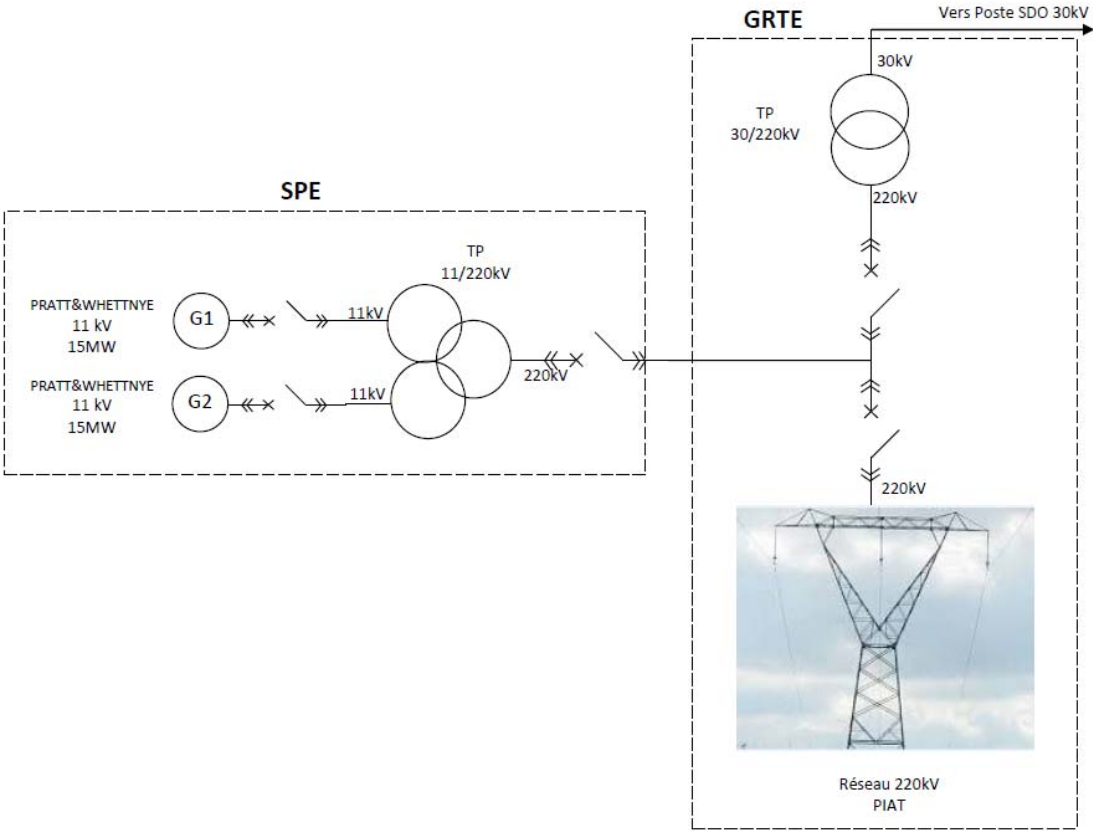 GRTE
Vers Poste SDO 30kV
30kV
TP
30/220kV
220kV
SPE
TP
11/220kV
PRATT&WHETTNYE
11 kV
15MW
G1
11kV
PRATT&WHETTNYE
11 kV
15MW
G2
11kV
220kV
220kV
Réseau 220kV
PIAT